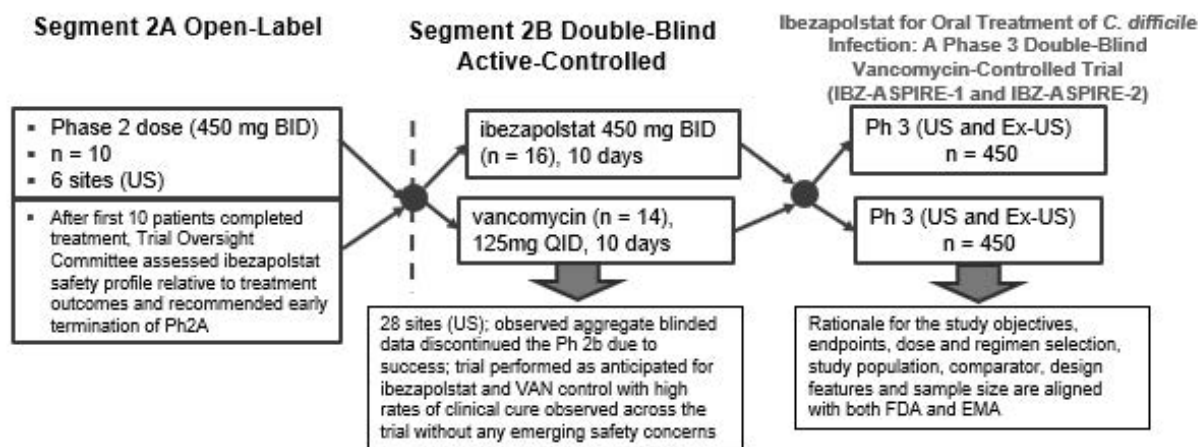 Segment 2A Open-Label
▪ Phase 2 dose (450 mg BID)
▪ n = 10
▪ 6 sites (US)
▪ After first 10 patients completed
treatment, Trial Oversight
Committee assessed ibezapolstat
safety profile relative to treatment
outcomes and recommended early
termination of Ph2A
Segment 2B Double-Blind
Active-Controlled
ibezapolstat 450 mg BID
(n = 16), 10 days
vancomycin (n = 14),
125mg QID, 10 days
28 sites (US); observed aggregate blinded
data discontinued the Ph 2b due to
success; trial performed as anticipated for
ibezapolstat and VAN control with high
rates of clinical cure observed across the
trial without any emerging safety concerns
Ibezapolstat for Oral Treatment of C. difficile
Infection: A Phase 3 Double-Blind
Vancomycin-Controlled Trial
(IBZ-ASPIRE-1 and IBZ-ASPIRE-2)
Ph 3 (US and Ex-US)
n = 450
Ph 3 (US and Ex-US)
n = 450
Rationale for the study objectives,
endpoints, dose and regimen selection,
study population, comparator, design
features and sample size are aligned
with both FDA and EMA